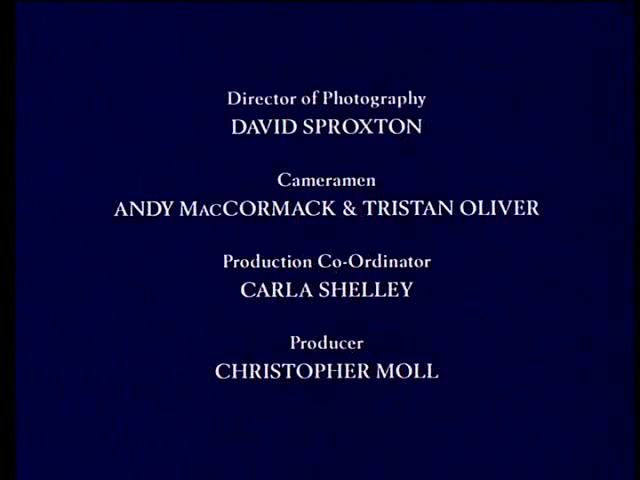 Director of Photography
DAVID SPROXTON
Cameramen
ANDY MacCORMACK & TRISTAN OLIVER
Production Co-Ordinator
CARLA SHELLEY
Producer
CHRISTOPHER MOLL